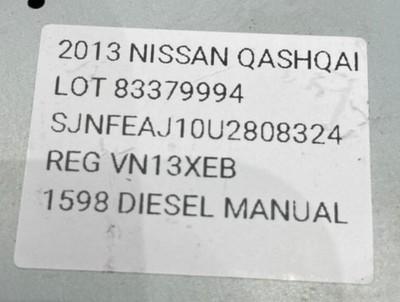 2013 NISSAN QASHQAI
LOT 83379994
SJNFEAJ10U2808324
REG VN13XEB
1598 DIESEL MANUAL